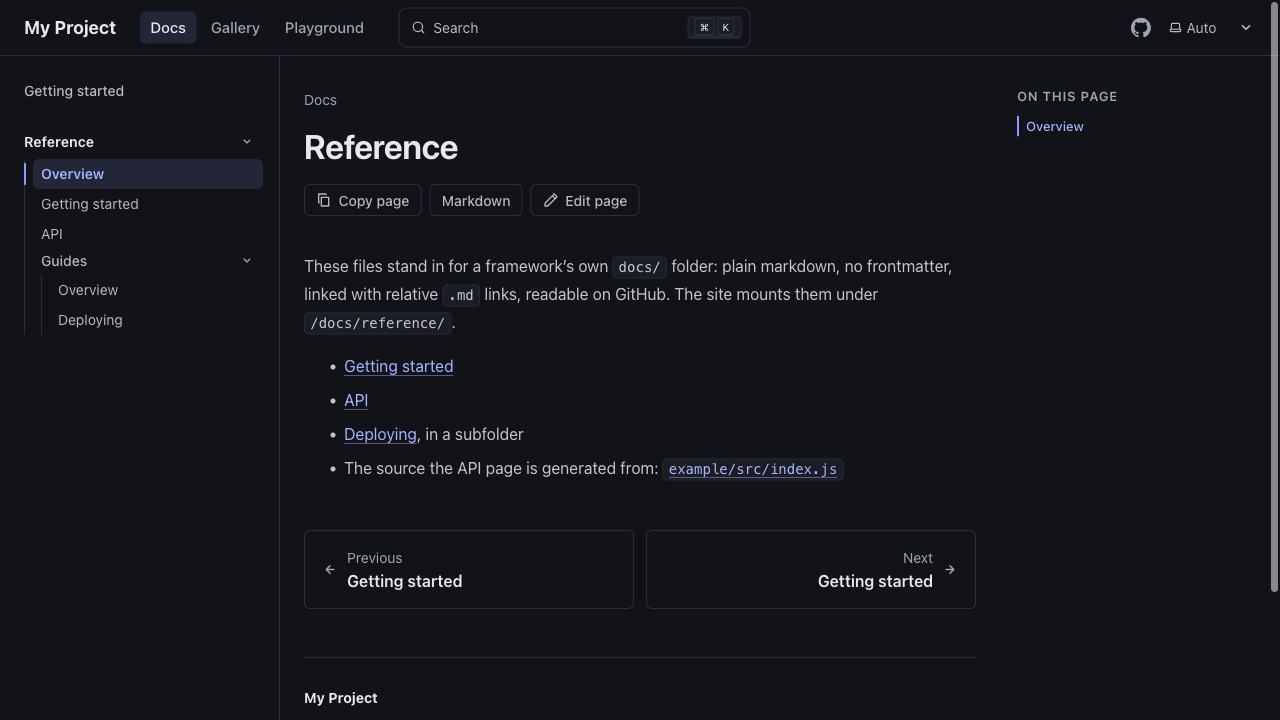 My Project
Docs
Gallery
Playground
Search
⌘ K
Auto
Getting started
Reference
Overview
Getting started
API
Guides
Overview
Deploying
Docs
Reference
Copy page
Markdown
Edit page
These files stand in for a framework’s own docs/ folder: plain markdown, no frontmatter,
linked with relative .md links, readable on GitHub. The site mounts them under
/docs/reference/.
• Getting started
• API
• Deploying, in a subfolder
• The source the API page is generated from: example/src/index.js
Previous
← Getting started
Next
Getting started →
My Project
ON THIS PAGE
Overview